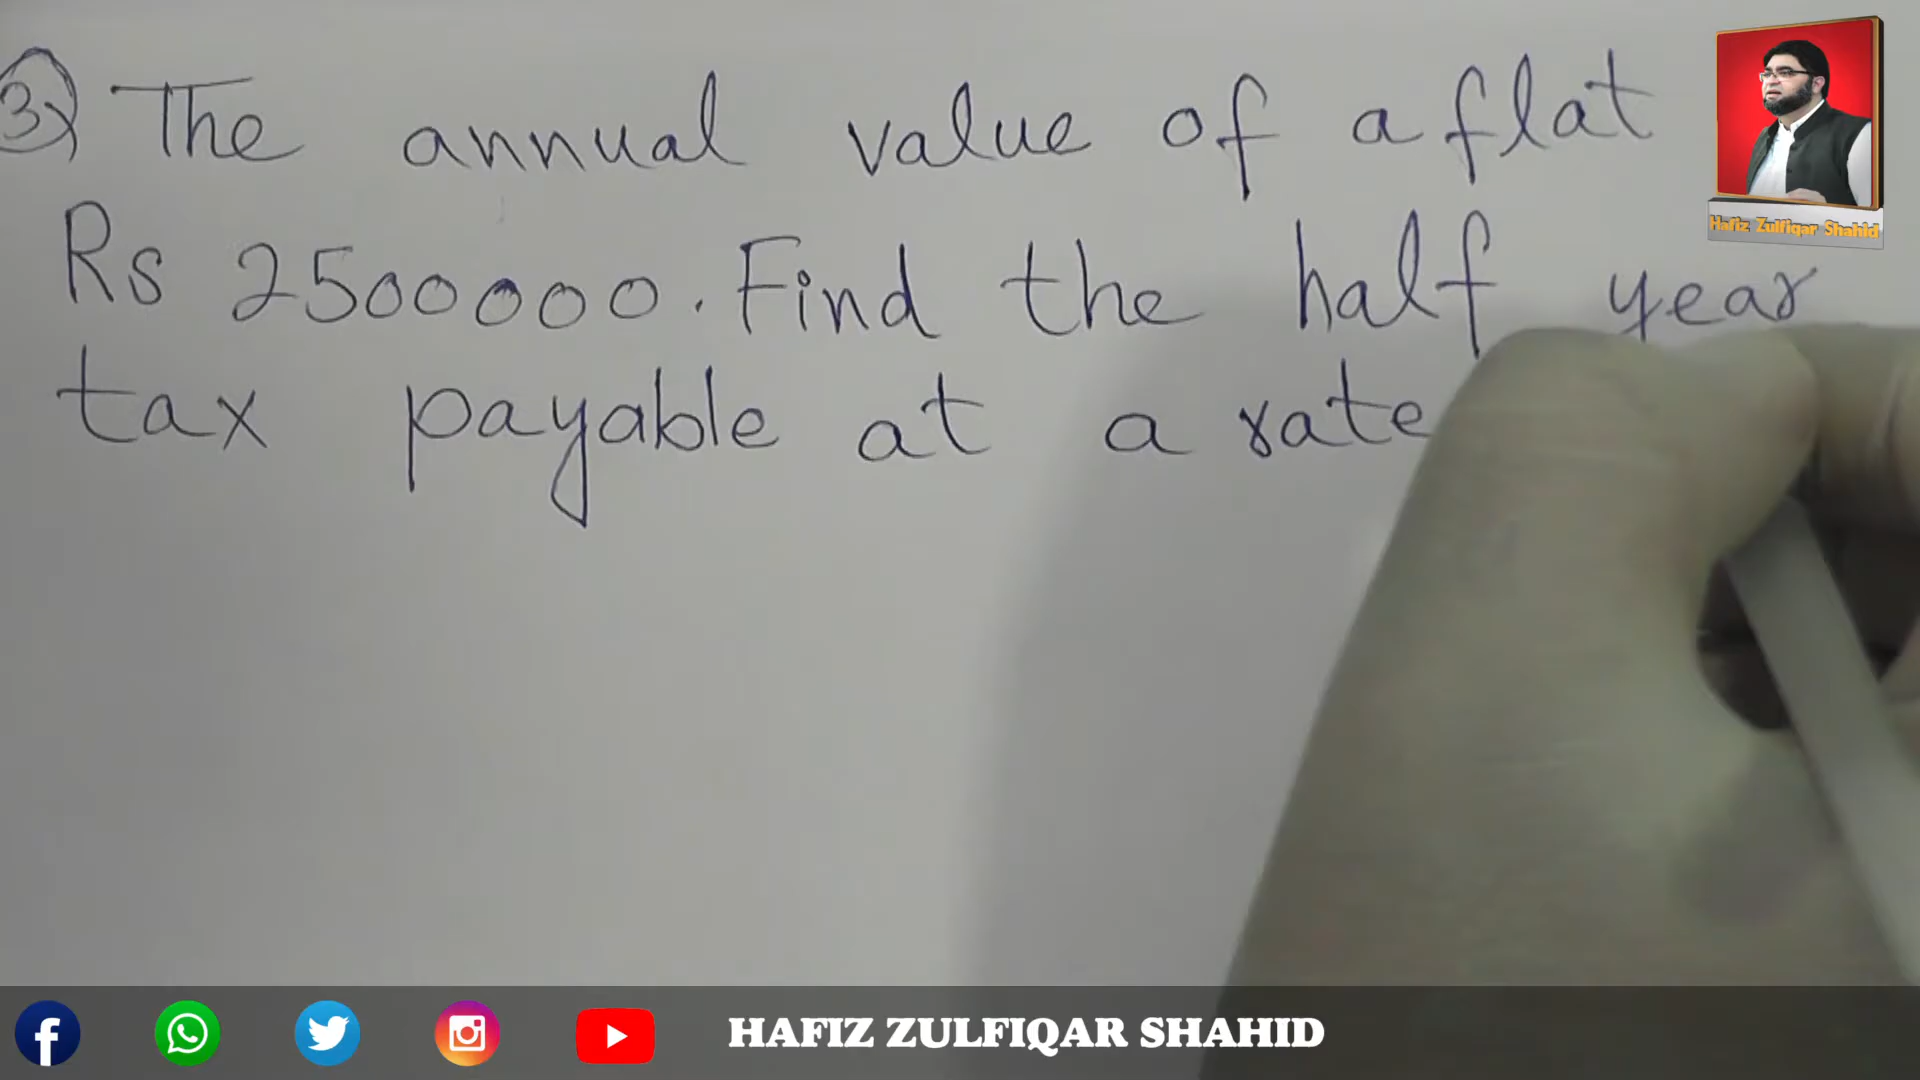 3) The annual value of a flat
Rs 2500000. Find the half year
tax payable at a rate
Hafiz Zulfiqar Shahid
HAFIZ ZULFIQAR SHAHID